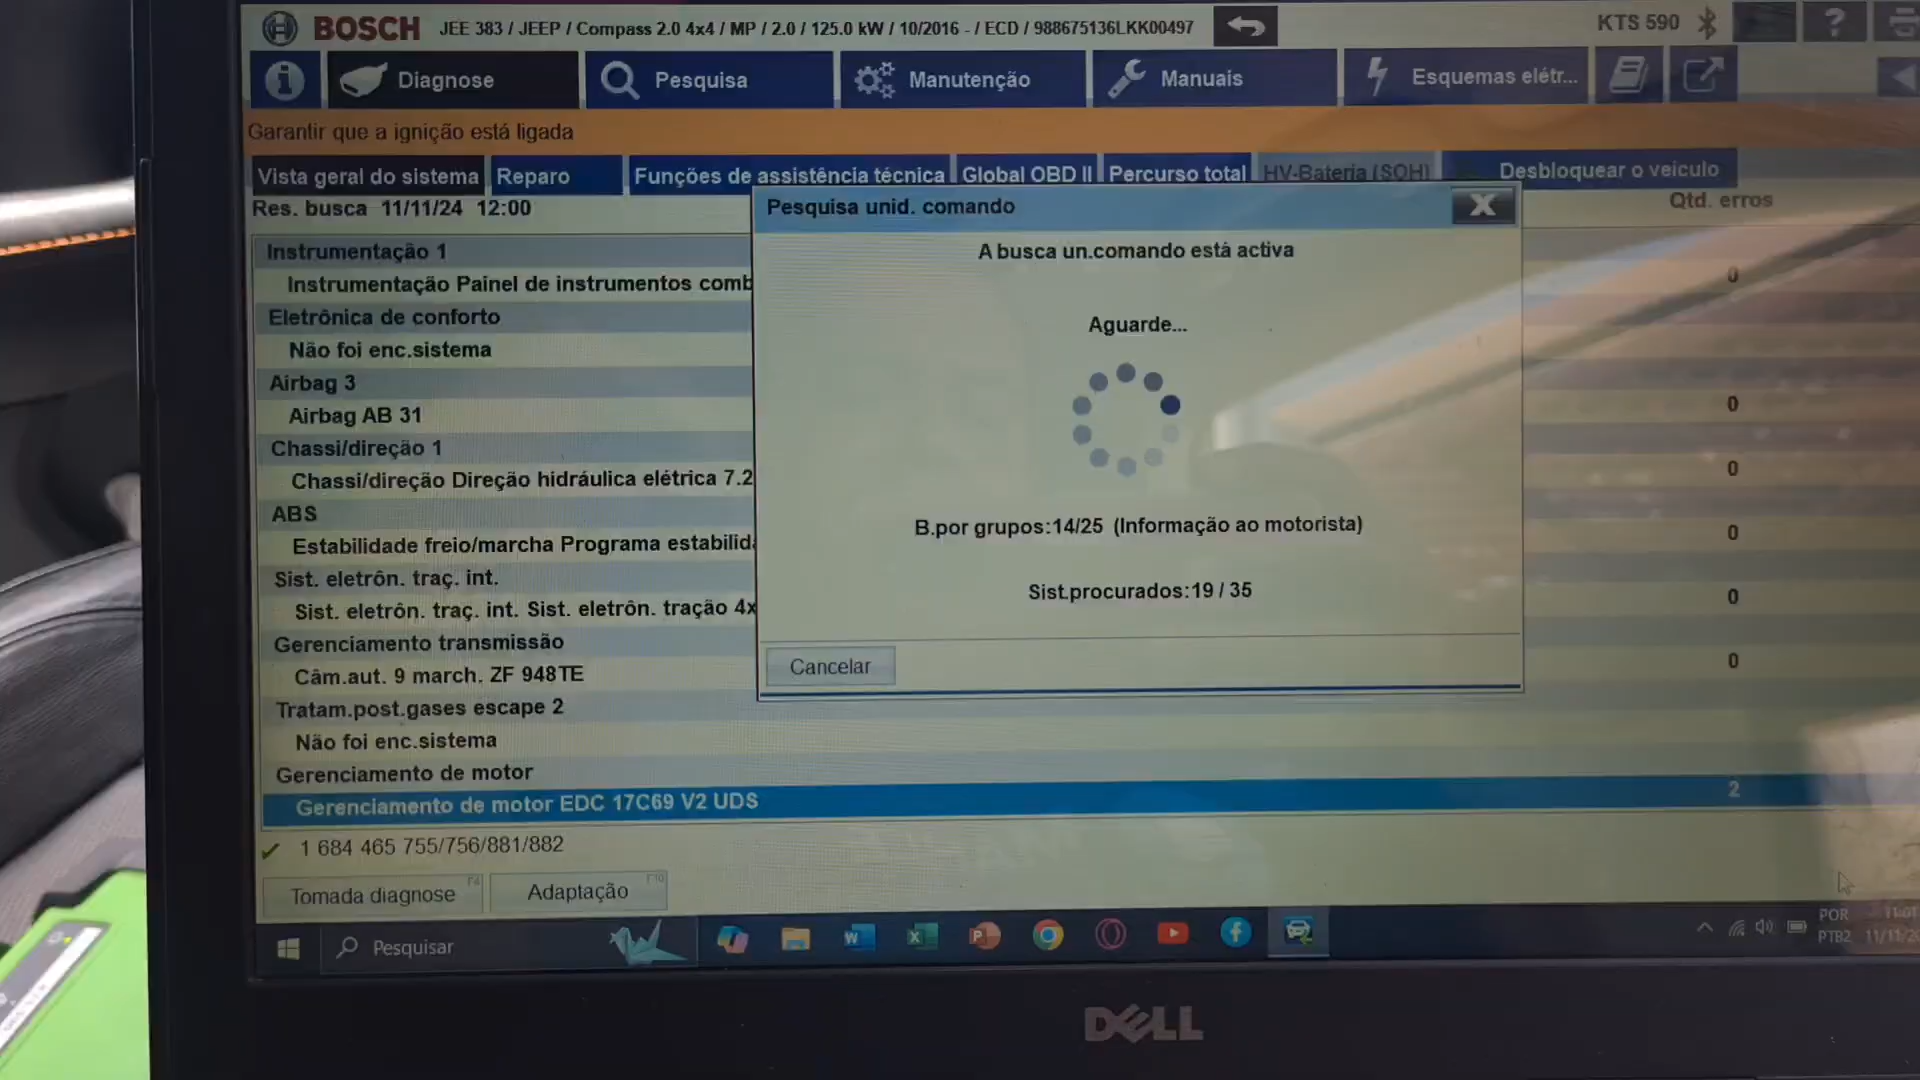 BOSCH JEE 383 / JEEP / Compass 2.0 4x4 / MP / 2.0 / 125.0 kW / 10/2016 - / ECD / 988675136LKK00497 KTS 590
Diagnose Pesquisa Manutenção Manuais Esquemas elétr...
Garantir que a ignição está ligada
Vista geral do sistema Reparo Funções de assistência técnica Global OBD II Percurso total HV-Bateria (SOH) Desbloquear o veiculo
Res. busca 11/11/24 12:00 Qtd. erros
Pesquisa unid. comando X
A busca un.comando está activa
Aguarde...
B.por grupos:14/25 (Informação ao motorista)
Sist.procurados:19 / 35
Cancelar
Instrumentação 1
Instrumentação Painel de instrumentos comb 0
Eletrônica de conforto
Não foi enc.sistema
Airbag 3
Airbag AB 31 0
Chassi/direção 1
Chassi/direção Direção hidráulica elétrica 7.2 0
ABS
Estabilidade freio/marcha Programa estabilid 0
Sist. eletrôn. traç. int.
Sist. eletrôn. traç. int. Sist. eletrôn. tração 4x 0
Gerenciamento transmissão
Câm.aut. 9 march. ZF 948TE 0
Tratam.post.gases escape 2
Não foi enc.sistema
Gerenciamento de motor
Gerenciamento de motor EDC 17C69 V2 UDS 2
1 684 465 755/756/881/882
Tomada diagnose F4 Adaptação F10
Pesquisar POR
PTB2 11/11/20
DELL